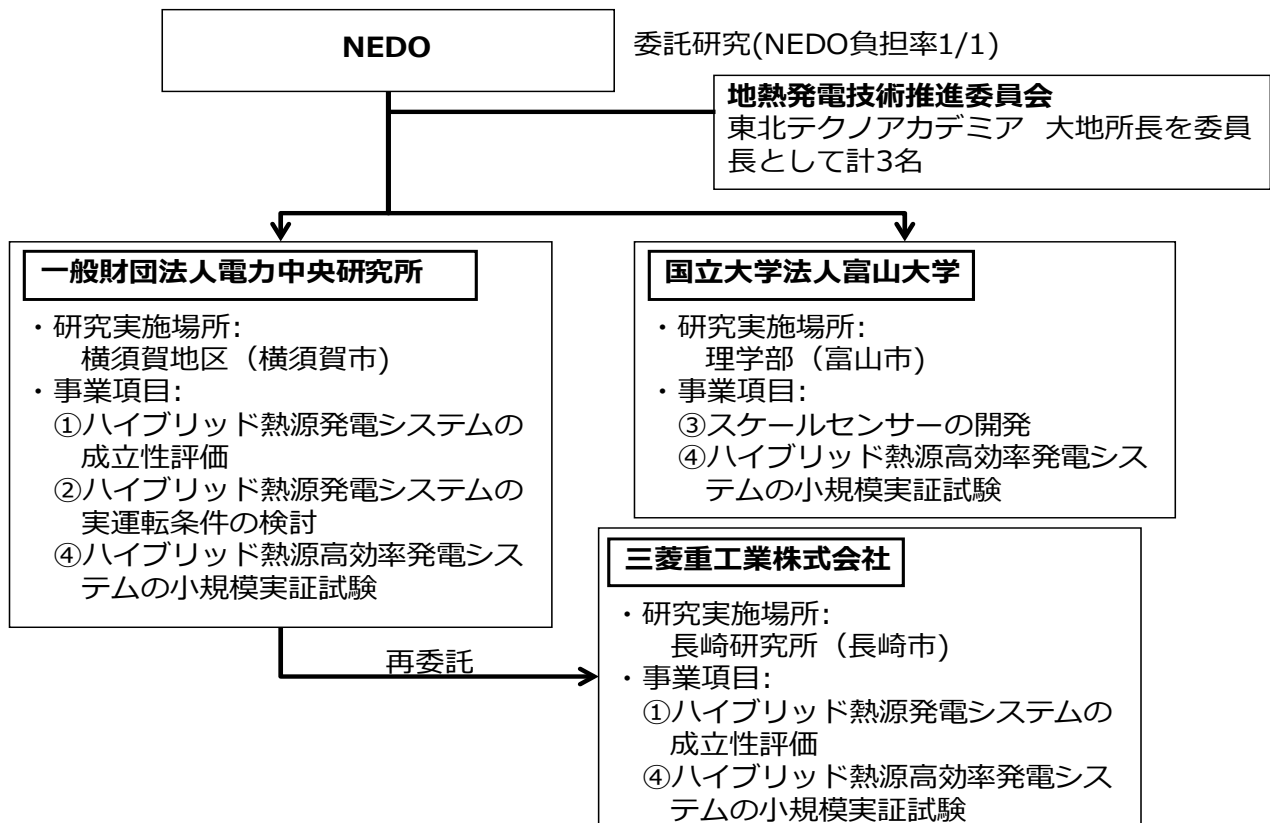 NEDO
委託研究(NEDO負担率1/1)
地熱発電技術推進委員会
東北テクノアカデミア 大地所長を委員
長として計3名
一般財団法人電力中央研究所
・研究実施場所:
横須賀地区（横須賀市)
・事業項目:
①ハイブリッド熱源発電システムの
成立性評価
②ハイブリッド熱源発電システムの
実運転条件の検討
④ハイブリッド熱源高効率発電シス
テムの小規模実証試験
国立大学法人富山大学
・研究実施場所:
理学部（富山市)
・事業項目:
③スケールセンサーの開発
④ハイブリッド熱源高効率発電シス
テムの小規模実証試験
再委託
三菱重工業株式会社
・研究実施場所:
長崎研究所（長崎市)
・事業項目:
①ハイブリッド熱源発電システムの
成立性評価
④ハイブリッド熱源高効率発電シス
テムの小規模実証試験